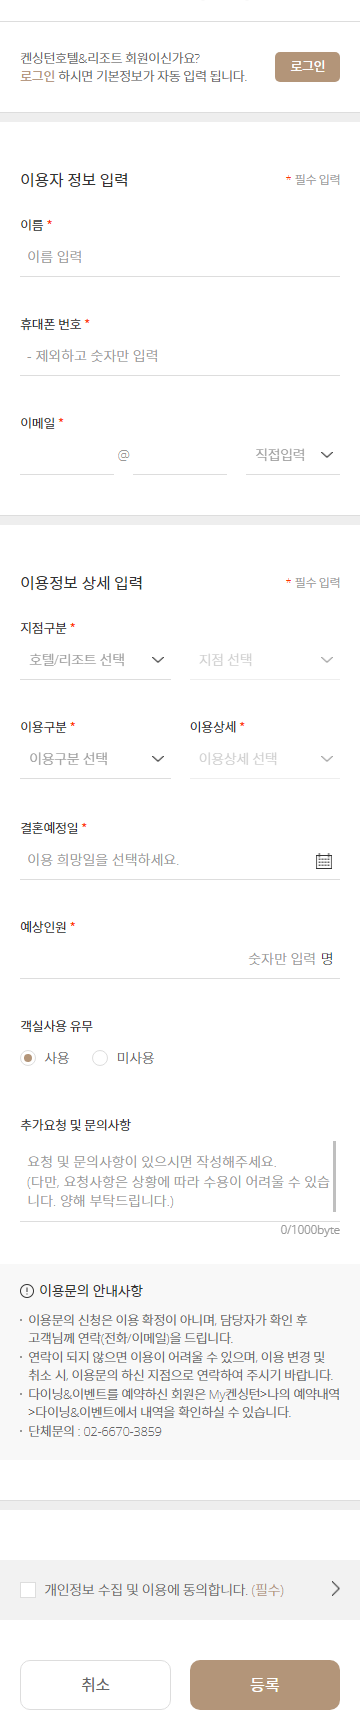 켄싱턴호텔&리조트 회원이신가요?
로그인 하시면 기본정보가 자동 입력 됩니다.
로그인
이용자 정보 입력
* 필수 입력
이름 *
이름 입력
휴대폰 번호 *
- 제외하고 숫자만 입력
이메일 *
@
직접입력
이용정보 상세 입력
* 필수 입력
지점구분 *
호텔/리조트 선택
지점 선택
이용구분 *
이용상세 *
이용구분 선택
이용상세 선택
결혼예정일 *
이용 희망일을 선택하세요.
예상인원 *
숫자만 입력 명
객실사용 유무
사용
미사용
추가요청 및 문의사항
요청 및 문의사항이 있으시면 작성해주세요.
(다만, 요청사항은 상황에 따라 수용이 어려울 수 있습
니다. 양해 부탁드립니다.)
0/1000byte
이용문의 안내사항
· 이용문의 신청은 이용 확정이 아니며, 담당자가 확인 후
고객님께 연락(전화/이메일)을 드립니다.
· 연락이 되지 않으면 이용이 어려울 수 있으며, 이용 변경 및
취소 시, 이용문의 하신 지점으로 연락하여 주시기 바랍니다.
· 다이닝&이벤트를 예약하신 회원은 My켄싱턴>나의 예약내역
>다이닝&이벤트에서 내역을 확인하실 수 있습니다.
· 단체문의 : 02-6670-3859
개인정보 수집 및 이용에 동의합니다. (필수)
취소
등록